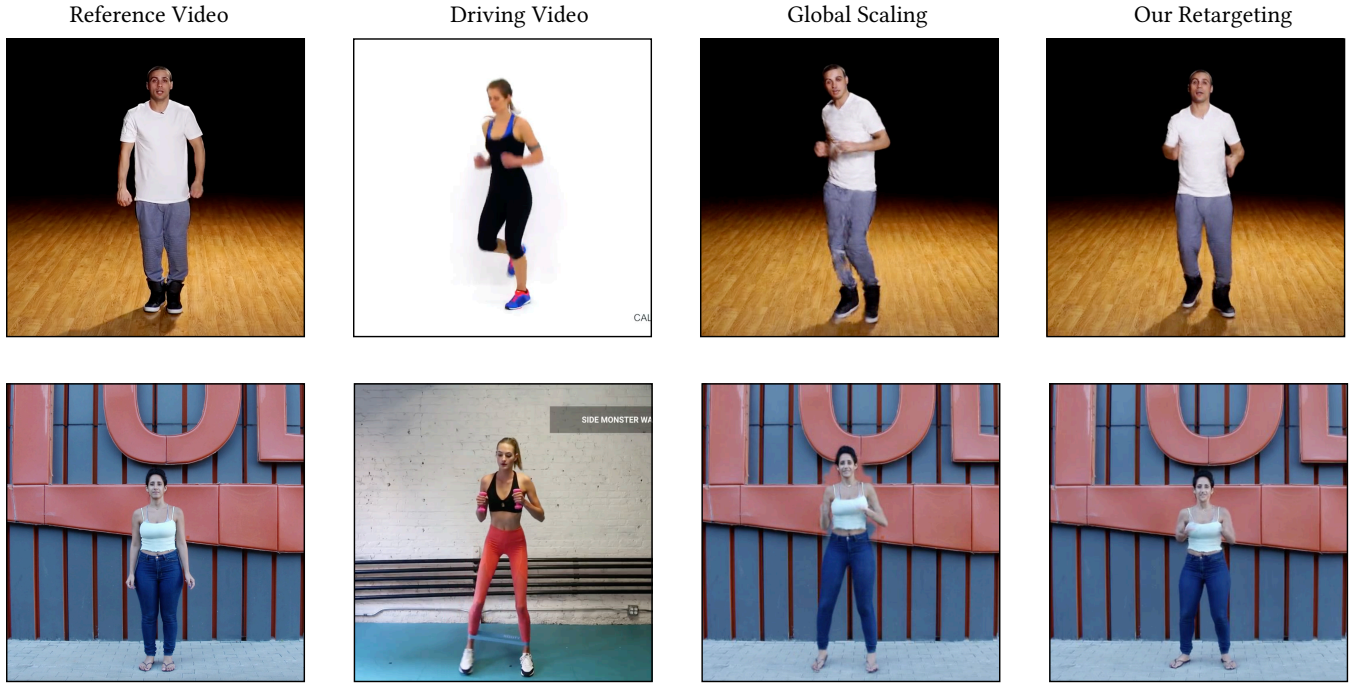 Reference Video
Driving Video
Global Scaling
Our Retargeting
CAL
SIDE MONSTER WA